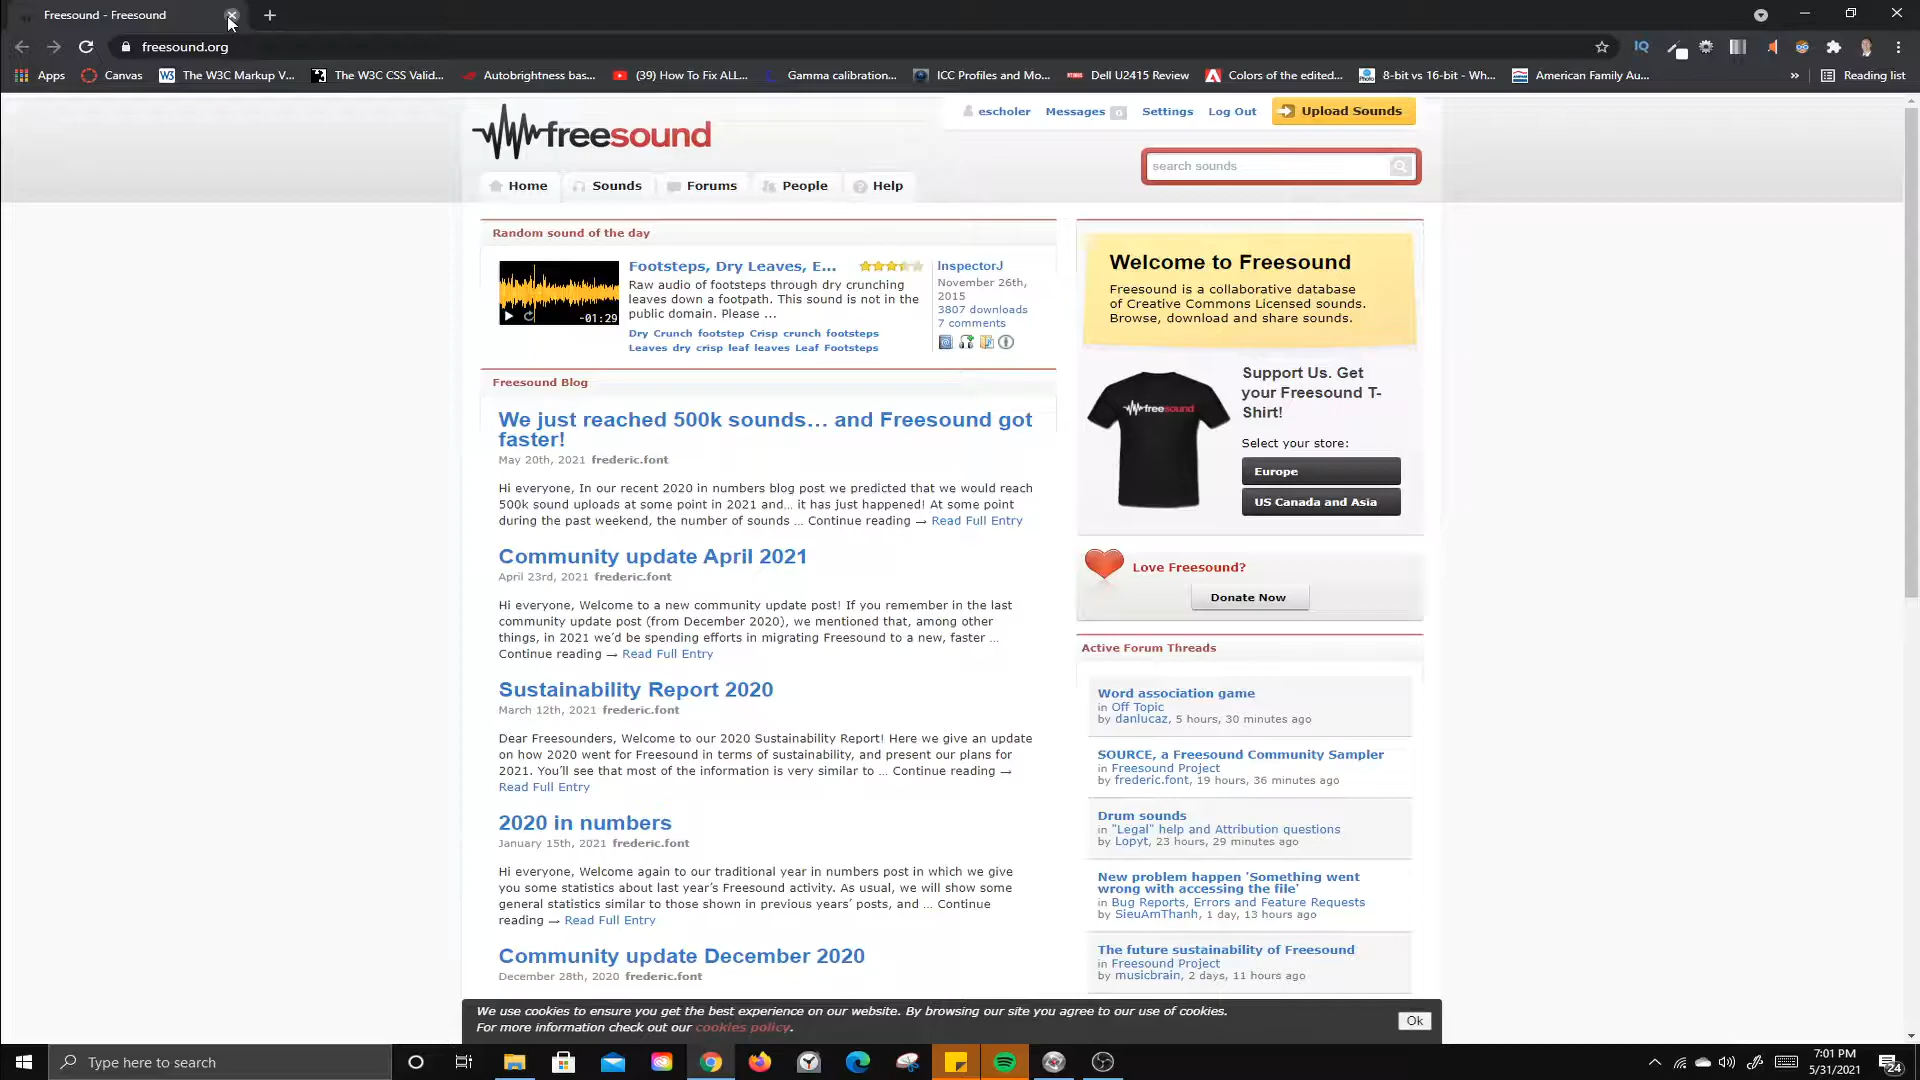 Freesound - Freesound
freesound.org
Apps Canvas The W3C Markup V... The W3C CSS Valid... Autobrightness bas... (39) How To Fix ALL... Gamma calibration... ICC Profiles and Mo... Dell U2415 Review Colors of the edited... 8-bit vs 16-bit - Wh... American Family Au... » Reading list
freesound
escholer Messages 0 Settings Log Out Upload Sounds
search sounds
Home Sounds Forums People Help
Random sound of the day
-01:29
Footsteps, Dry Leaves, E...
Raw audio of footsteps through dry crunching
leaves down a footpath. This sound is not in the
public domain. Please ...
Dry Crunch footstep Crisp crunch footsteps
Leaves dry crisp leaf leaves Leaf Footsteps
InspectorJ
November 26th,
2015
3807 downloads
7 comments
Freesound Blog
We just reached 500k sounds... and Freesound got
faster!
May 20th, 2021 frederic.font
Hi everyone, In our recent 2020 in numbers blog post we predicted that we would reach
500k sound uploads at some point in 2021 and... it has just happened! At some point
during the past weekend, the number of sounds ... Continue reading → Read Full Entry
Community update April 2021
April 23rd, 2021 frederic.font
Hi everyone, Welcome to a new community update post! If you remember in the last
community update post (from December 2020), we mentioned that, among other
things, in 2021 we'd be spending efforts in migrating Freesound to a new, faster ...
Continue reading → Read Full Entry
Sustainability Report 2020
March 12th, 2021 frederic.font
Dear Freesounders, Welcome to our 2020 Sustainability Report! Here we give an update
on how 2020 went for Freesound in terms of sustainability, and present our plans for
2021. You'll see that most of the information is very similar to ... Continue reading →
Read Full Entry
2020 in numbers
January 15th, 2021 frederic.font
Hi everyone, Welcome again to our traditional year in numbers post in which we give
you some statistics about last year's Freesound activity. As usual, we will show some
general statistics similar to those shown in previous years' posts, and ... Continue
reading → Read Full Entry
Community update December 2020
December 28th, 2020 frederic.font
Welcome to Freesound
Freesound is a collaborative database
of Creative Commons Licensed sounds.
Browse, download and share sounds.
freesound
Support Us. Get
your Freesound T-
Shirt!
Select your store:
Europe
US Canada and Asia
Love Freesound?
Donate Now
Active Forum Threads
Word association game
in Off Topic
by danlucaz, 5 hours, 30 minutes ago
SOURCE, a Freesound Community Sampler
in Freesound Project
by frederic.font, 19 hours, 36 minutes ago
Drum sounds
in "Legal" help and Attribution questions
by Lopyt, 23 hours, 29 minutes ago
New problem happen 'Something went
wrong with accessing the file'
in Bug Reports, Errors and Feature Requests
by SieuAmThanh, 1 day, 13 hours ago
The future sustainability of Freesound
in Freesound Project
by musicbrain, 2 days, 11 hours ago
We use cookies to ensure you get the best experience on our website. By browsing our site you agree to our use of cookies.
For more information check out our cookies policy.
Ok
Type here to search
7:01 PM
5/31/2021
24